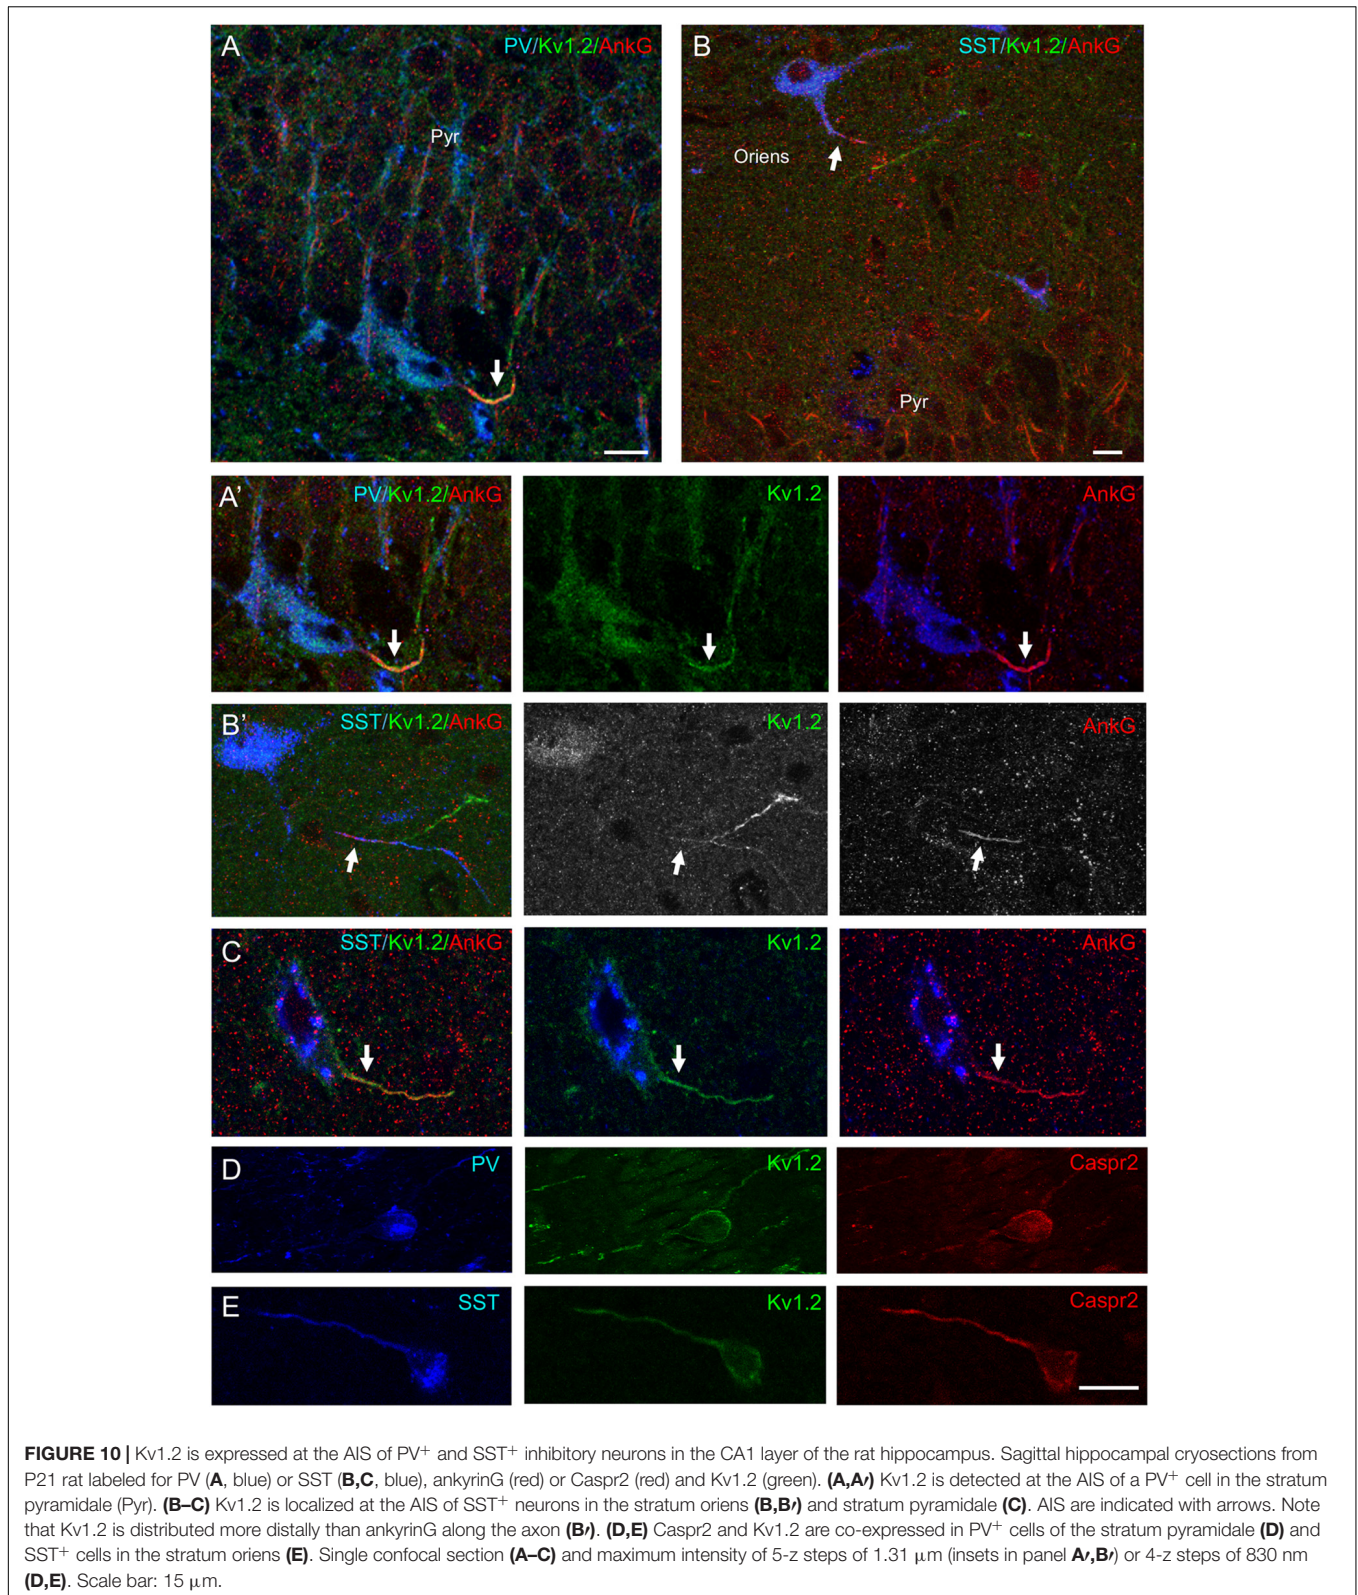 A
PV/Kv1.2/AnkG
Pyr
B
SST/Kv1.2/AnkG
Oriens
Pyr
A’
PV/Kv1.2/AnkG
Kv1.2
AnkG
B’
SST/Kv1.2/AnkG
Kv1.2
AnkG
C
SST/Kv1.2/AnkG
Kv1.2
AnkG
D
PV
Kv1.2
Caspr2
E
SST
Kv1.2
Caspr2
FIGURE 10 | Kv1.2 is expressed at the AIS of PV+ and SST+ inhibitory neurons in the CA1 layer of the rat hippocampus. Sagittal hippocampal cryosections from
P21 rat labeled for PV (A, blue) or SST (B,C, blue), ankyrinG (red) or Caspr2 (red) and Kv1.2 (green). (A,A′) Kv1.2 is detected at the AIS of a PV+ cell in the stratum
pyramidale (Pyr). (B–C) Kv1.2 is localized at the AIS of SST+ neurons in the stratum oriens (B,B′) and stratum pyramidale (C). AIS are indicated with arrows. Note
that Kv1.2 is distributed more distally than ankyrinG along the axon (B′). (D,E) Caspr2 and Kv1.2 are co-expressed in PV+ cells of the stratum pyramidale (D) and
SST+ cells in the stratum oriens (E). Single confocal section (A–C) and maximum intensity of 5-z steps of 1.31 μm (insets in panel A′,B′) or 4-z steps of 830 nm
(D,E). Scale bar: 15 μm.